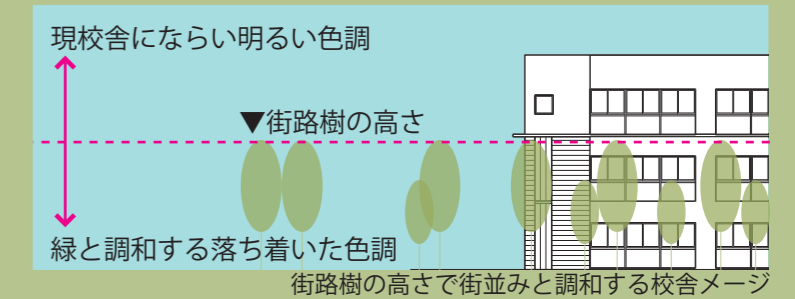 現校舎にならい明るい色調
▼街路樹の高さ
緑と調和する落ち着いた色調
街路樹の高さで街並みと調和する校舎メージ